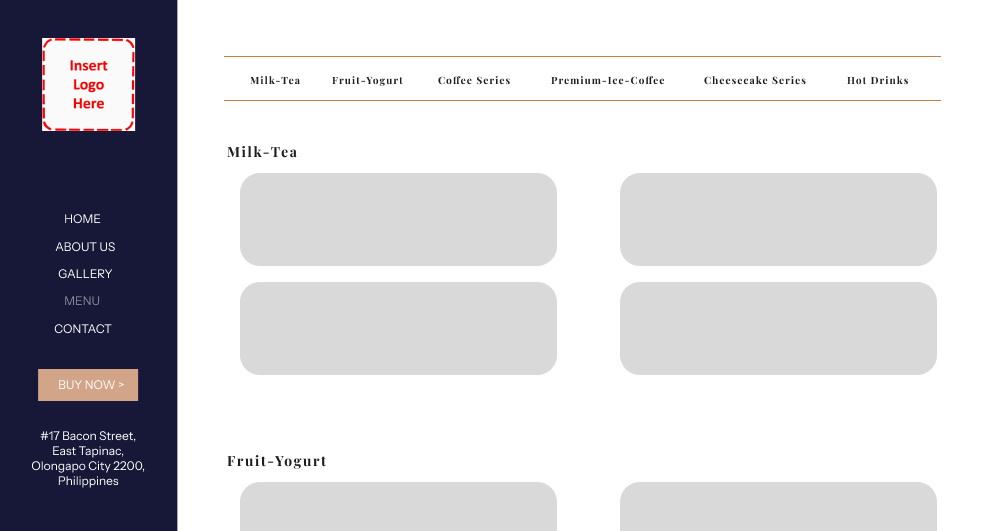 Insert
Logo
Here
HOME
ABOUT US
GALLERY
MENU
CONTACT
BUY NOW >
#17 Bacon Street,
East Tapinac,
Olongapo City 2200,
Philippines
Milk-Tea Fruit-Yogurt Coffee Series Premium-Ice-Coffee Cheesecake Series Hot Drinks
Milk-Tea
Fruit-Yogurt